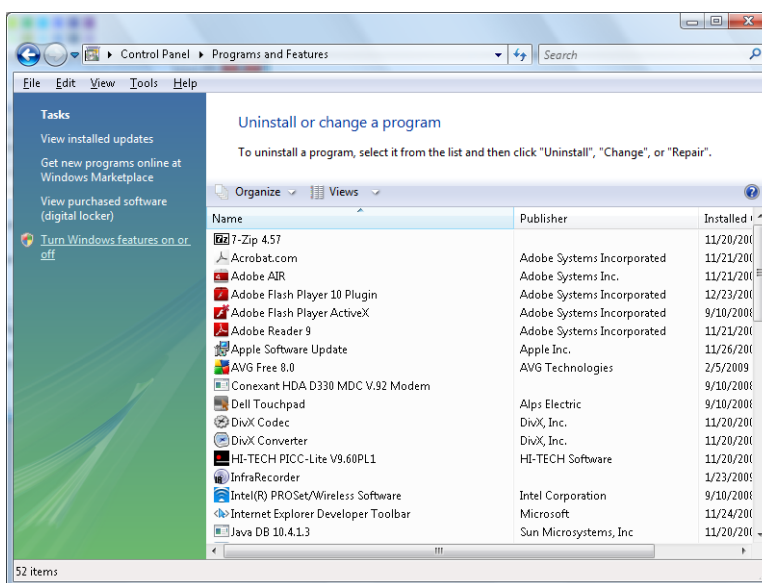 Control Panel ▸ Programs and Features
Search
File Edit View Tools Help
Tasks
View installed updates
Get new programs online at
Windows Marketplace
View purchased software
(digital locker)
Turn Windows features on or
off
Uninstall or change a program
To uninstall a program, select it from the list and then click "Uninstall", "Change", or "Repair".
Organize Views
Name Publisher Installed
7-Zip 4.57 11/20/200
Acrobat.com Adobe Systems Incorporated 11/21/200
Adobe AIR Adobe Systems Inc. 11/21/200
Adobe Flash Player 10 Plugin Adobe Systems Incorporated 12/23/200
Adobe Flash Player ActiveX Adobe Systems Incorporated 9/10/2008
Adobe Reader 9 Adobe Systems Incorporated 11/21/200
Apple Software Update Apple Inc. 11/26/200
AVG Free 8.0 AVG Technologies 2/5/2009
Conexant HDA D330 MDC V.92 Modem 9/10/2008
Dell Touchpad Alps Electric 9/10/2008
DivX Codec DivX, Inc. 11/20/200
DivX Converter DivX, Inc. 11/20/200
HI-TECH PICC-Lite V9.60PL1 HI-TECH Software 11/20/200
InfraRecorder 1/23/2009
Intel(R) PROSet/Wireless Software Intel Corporation 9/10/2008
Internet Explorer Developer Toolbar Microsoft 11/24/200
Java DB 10.4.1.3 Sun Microsystems, Inc 11/20/200
52 items